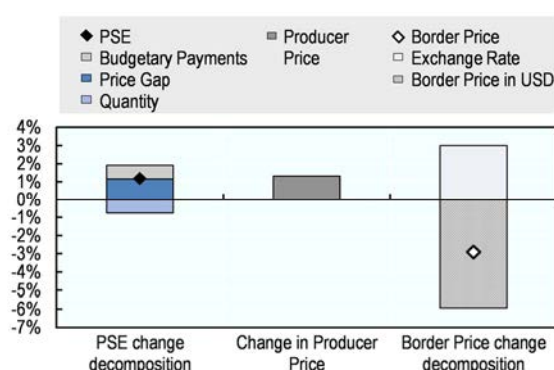 PSE
Budgetary Payments
Price Gap
Quantity
Producer
Price
Border Price
Exchange Rate
Border Price in USD
4%
3%
2%
1%
0%
-1%
-2%
-3%
-4%
-5%
-6%
-7%
PSE change
decomposition
Change in Producer
Price
Border Price change
decomposition